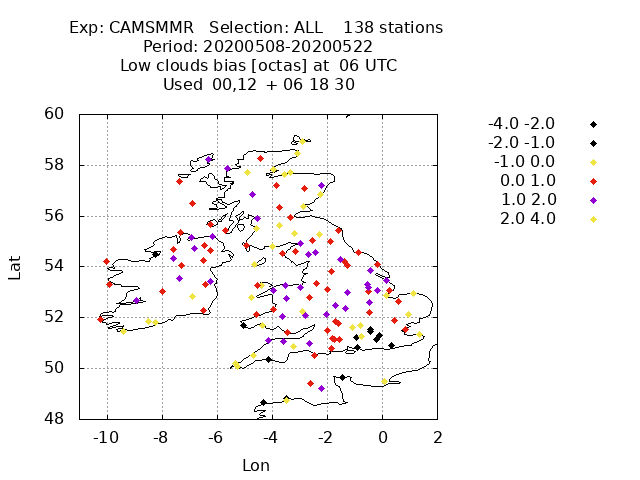 Exp: CAMSMMR   Selection: ALL    138 stations
Period: 20200508-20200522
Low clouds bias [octas] at  06 UTC
Used  00,12  + 06 18 30
-4.0 -2.0
-2.0 -1.0
-1.0 0.0
0.0 1.0
1.0 2.0
2.0 4.0
60
58
56
54
52
50
48
Lat
-10 -8 -6 -4 -2 0 2
Lon